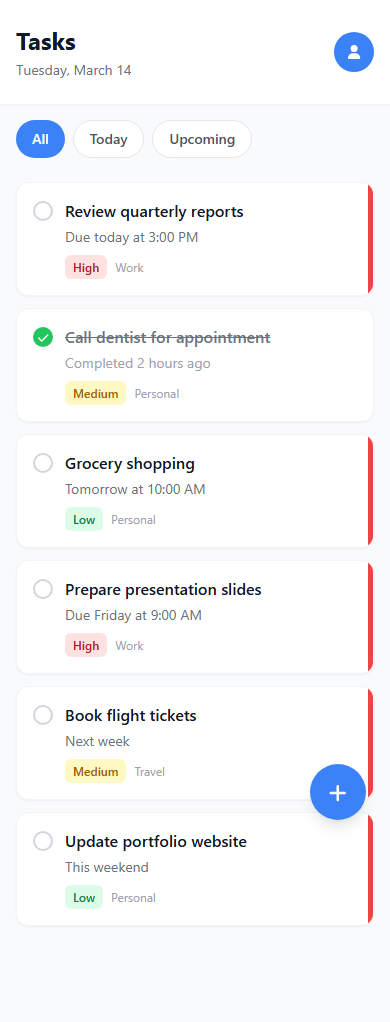 Tasks
Tuesday, March 14
All Today Upcoming
Review quarterly reports
Due today at 3:00 PM
High Work
Call dentist for appointment
Completed 2 hours ago
Medium Personal
Grocery shopping
Tomorrow at 10:00 AM
Low Personal
Prepare presentation slides
Due Friday at 9:00 AM
High Work
Book flight tickets
Next week
Medium Travel
Update portfolio website
This weekend
Low Personal